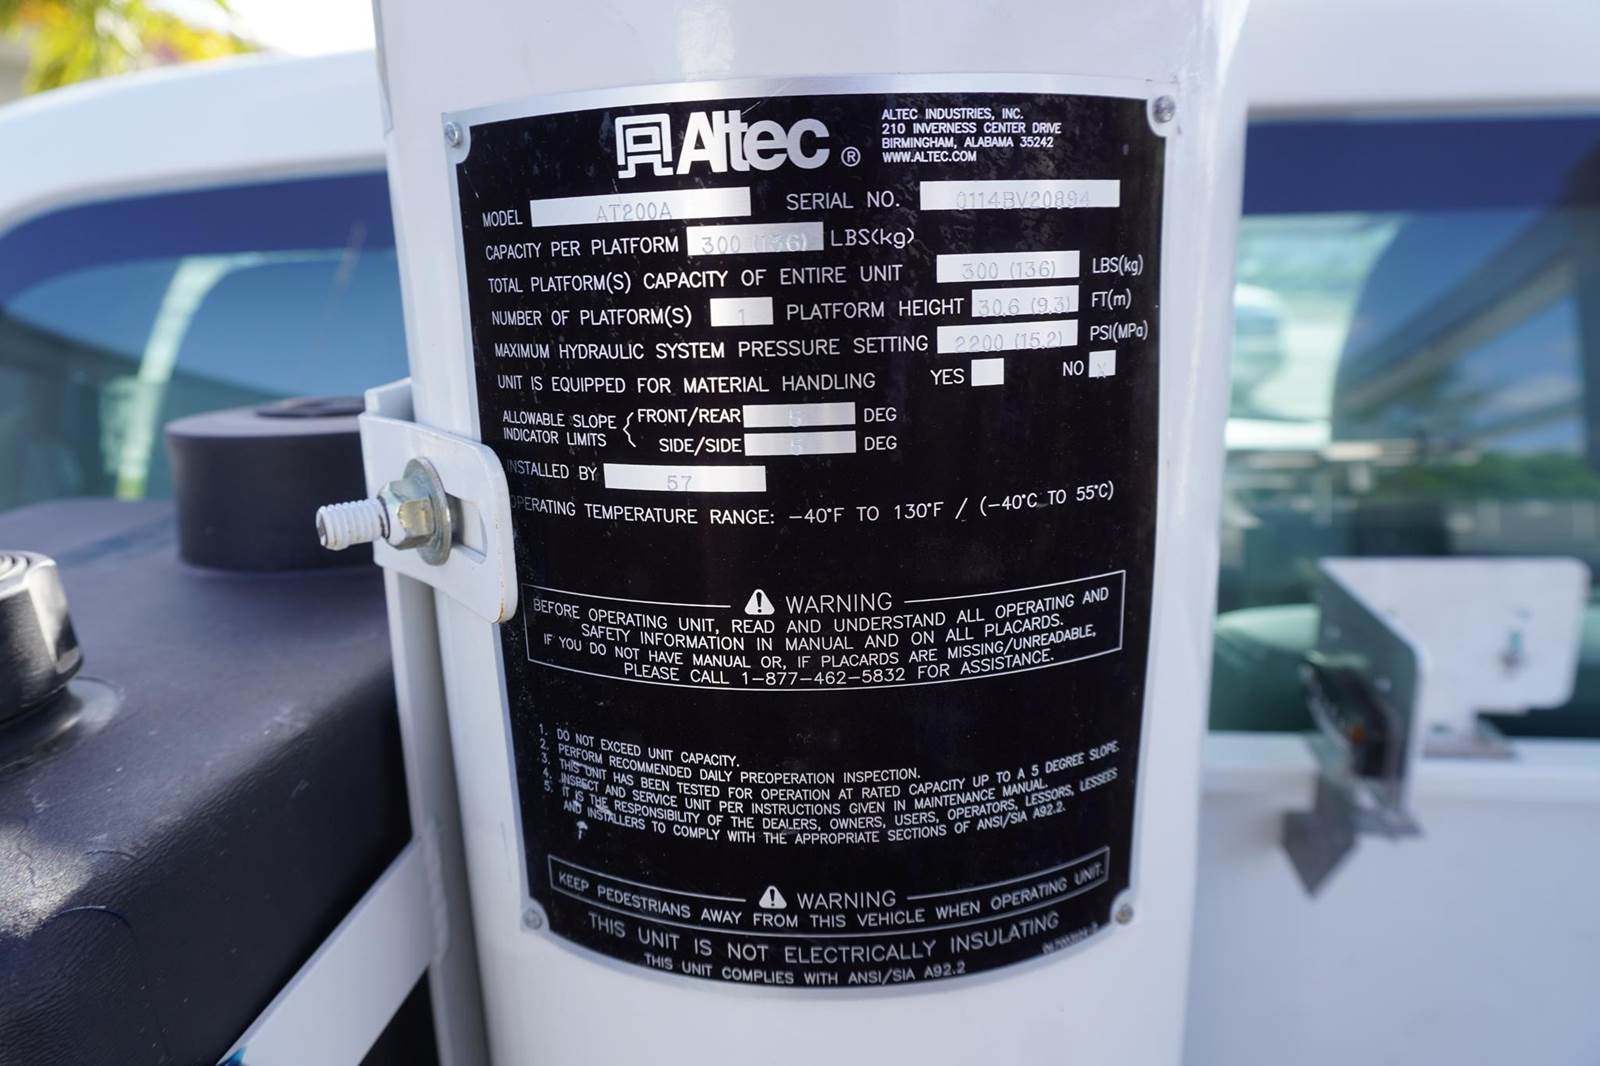 Altec®
ALTEC INDUSTRIES, INC.
210 INVERNESS CENTER DRIVE
BIRMINGHAM, ALABAMA 35242
WWW.ALTEC.COM
MODEL AT200A SERIAL NO. 0114BV20894
CAPACITY PER PLATFORM 300 (136) LBS(kg)
TOTAL PLATFORM(S) CAPACITY OF ENTIRE UNIT 300 (136) LBS(kg)
NUMBER OF PLATFORM(S) 1 PLATFORM HEIGHT 30.6 (9.3) FT(m)
MAXIMUM HYDRAULIC SYSTEM PRESSURE SETTING 2200 (15.2) PSI(MPa)
UNIT IS EQUIPPED FOR MATERIAL HANDLING YES NO X
ALLOWABLE SLOPE INDICATOR LIMITS { FRONT/REAR 5 DEG
SIDE/SIDE 5 DEG
INSTALLED BY 57
OPERATING TEMPERATURE RANGE: -40°F TO 130°F / (-40°C TO 55°C)
⚠ WARNING
BEFORE OPERATING UNIT, READ AND UNDERSTAND ALL OPERATING AND
SAFETY INFORMATION IN MANUAL AND ON ALL PLACARDS.
IF YOU DO NOT HAVE MANUAL OR, IF PLACARDS ARE MISSING/UNREADABLE,
PLEASE CALL 1-877-462-5832 FOR ASSISTANCE.
1. DO NOT EXCEED UNIT CAPACITY.
2. PERFORM RECOMMENDED DAILY PREOPERATION INSPECTION.
3. THIS UNIT HAS BEEN TESTED FOR OPERATION AT RATED CAPACITY UP TO A 5 DEGREE SLOPE.
4. INSPECT AND SERVICE UNIT PER INSTRUCTIONS GIVEN IN MAINTENANCE MANUAL.
5. IT IS THE RESPONSIBILITY OF THE DEALERS, OWNERS, USERS, OPERATORS, LESSORS, LESSEES
AND INSTALLERS TO COMPLY WITH THE APPROPRIATE SECTIONS OF ANSI/SIA A92.2.
⚠ WARNING
KEEP PEDESTRIANS AWAY FROM THIS VEHICLE WHEN OPERATING UNIT.
THIS UNIT IS NOT ELECTRICALLY INSULATING
THIS UNIT COMPLIES WITH ANSI/SIA A92.2